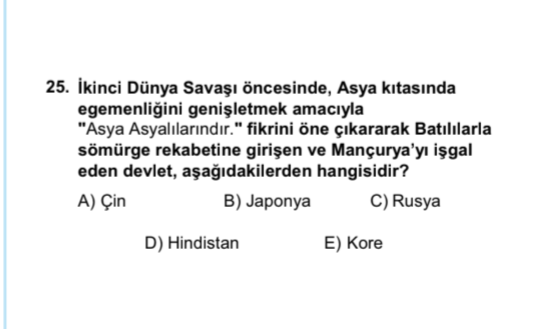 25. İkinci Dünya Savaşı öncesinde, Asya kıtasında
egemenliğini genişletmek amacıyla
"Asya Asyalılarındır." fikrini öne çıkararak Batılılarla
sömürge rekabetine girişen ve Mançurya'yı işgal
eden devlet, aşağıdakilerden hangisidir?
A) Çin B) Japonya C) Rusya
D) Hindistan E) Kore